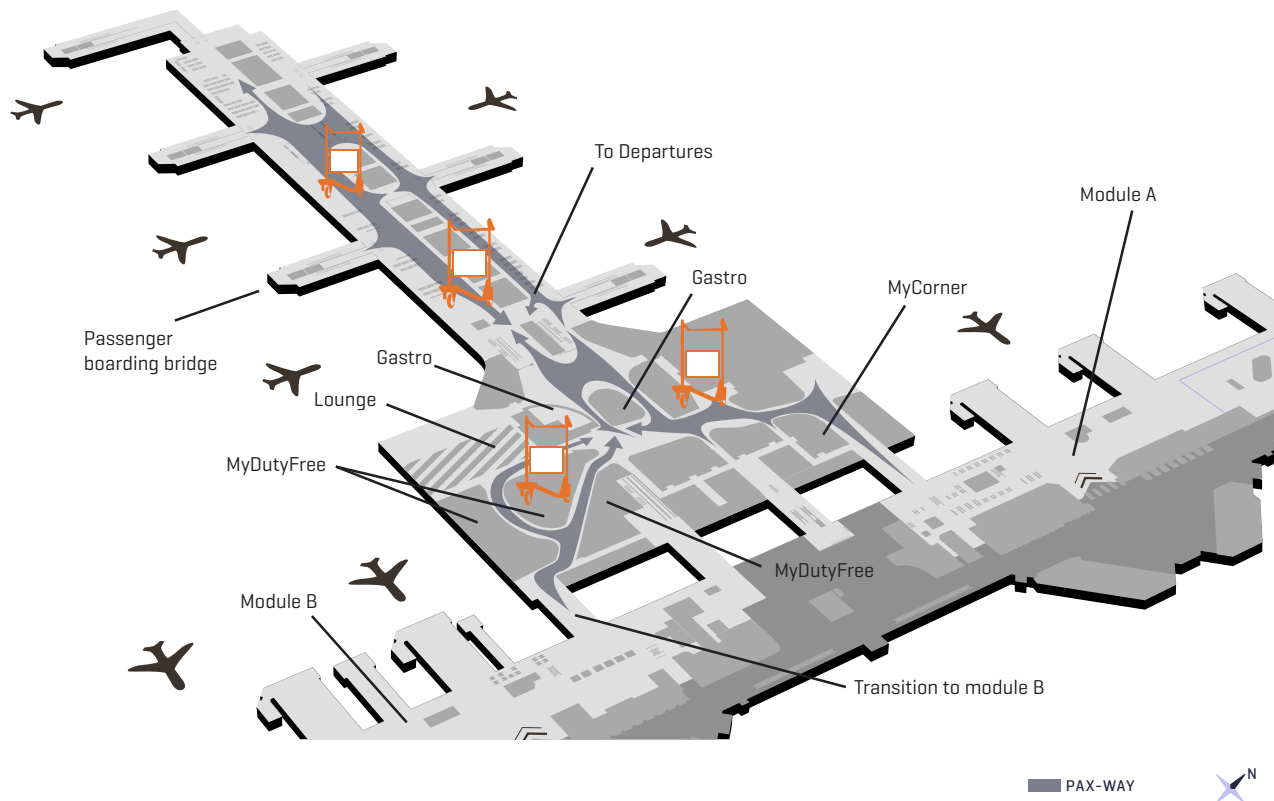 To Departures
Module A
Gastro
MyCorner
Passenger
boarding bridge
Gastro
Lounge
MyDutyFree
MyDutyFree
Module B
Transition to module B
PAX-WAY
N